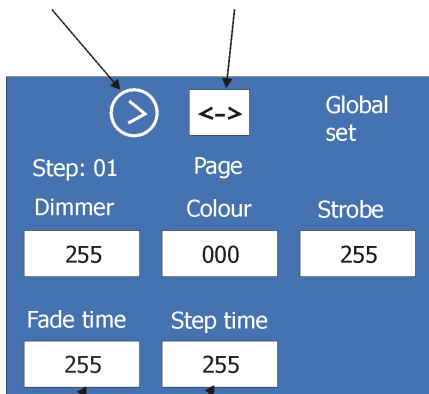 > <-> Global
set
Step: 01 Page
Dimmer Colour Strobe
255 000 255
Fade time Step time
255 255